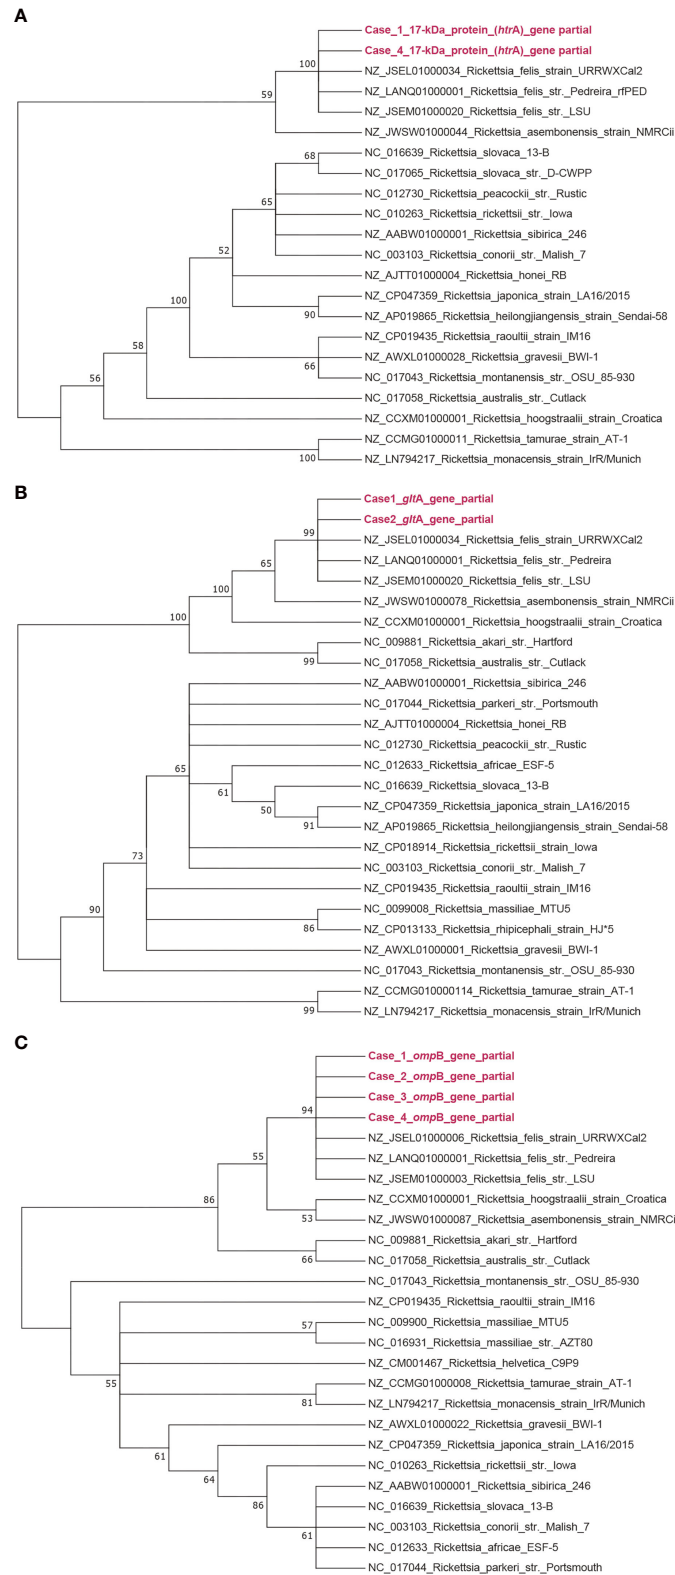 A
Case_1_17-kDa_protein_(htrA)_gene partial
Case_4_17-kDa_protein_(htrA)_gene partial
100
NZ_JSEL01000034_Rickettsia_felis_strain_URRWXCal2
NZ_LANQ01000001_Rickettsia_felis_str._Pedreira_rfPED
59
NZ_JSEM01000020_Rickettsia_felis_str._LSU
NZ_JWSW01000044_Rickettsia_asembonensis_strain_NMRCii
68
NC_016639_Rickettsia_slovaca_13-B
NC_017065_Rickettsia_slovaca_str._D-CWPP
NC_012730_Rickettsia_peacockii_str._Rustic
65
NC_010263_Rickettsia_rickettsii_str._Iowa
NZ_AABW01000001_Rickettsia_sibirica_246
52
NC_003103_Rickettsia_conorii_str._Malish_7
NZ_AJTT01000004_Rickettsia_honei_RB
NZ_CP047359_Rickettsia_japonica_strain_LA16/2015
100
90
NZ_AP019865_Rickettsia_heilongjiangensis_strain_Sendai-58
NZ_CP019435_Rickettsia_raoultii_strain_IM16
58
NZ_AWXL01000028_Rickettsia_gravesii_BWI-1
66
NC_017043_Rickettsia_montanensis_str._OSU_85-930
56
NC_017058_Rickettsia_australis_str._Cutlack
NZ_CCXM01000001_Rickettsia_hoogstraalii_strain_Croatica
NZ_CCMG01000011_Rickettsia_tamurae_strain_AT-1
100
NZ_LN794217_Rickettsia_monacensis_strain_IrR/Munich
B
Case1_gltA_gene_partial
Case2_gltA_gene_partial
99
NZ_JSEL01000034_Rickettsia_felis_strain_URRWXCal2
65
NZ_LANQ01000001_Rickettsia_felis_str._Pedreira
NZ_JSEM01000020_Rickettsia_felis_str._LSU
100
NZ_JWSW01000078_Rickettsia_asembonensis_strain_NMRCii
100
NZ_CCXM01000001_Rickettsia_hoogstraalii_strain_Croatica
NC_009881_Rickettsia_akari_str._Hartford
99
NC_017058_Rickettsia_australis_str._Cutlack
NZ_AABW01000001_Rickettsia_sibirica_246
NC_017044_Rickettsia_parkeri_str._Portsmouth
NZ_AJTT01000004_Rickettsia_honei_RB
NC_012730_Rickettsia_peacockii_str._Rustic
65
NC_012633_Rickettsia_africae_ESF-5
61
NC_016639_Rickettsia_slovaca_13-B
50
NZ_CP047359_Rickettsia_japonica_strain_LA16/2015
91
NZ_AP019865_Rickettsia_heilongjiangensis_strain_Sendai-58
NZ_CP018914_Rickettsia_rickettsii_strain_Iowa
73
NC_003103_Rickettsia_conorii_str._Malish_7
NZ_CP019435_Rickettsia_raoultii_strain_IM16
90
NC_0099008_Rickettsia_massiliae_MTU5
86
NZ_CP013133_Rickettsia_rhipicephali_strain_HJ*5
NZ_AWXL01000001_Rickettsia_gravesii_BWI-1
NC_017043_Rickettsia_montanensis_str._OSU_85-930
NZ_CCMG010000114_Rickettsia_tamurae_strain_AT-1
99
NZ_LN794217_Rickettsia_monacensis_strain_IrR/Munich
C
Case_1_ompB_gene_partial
Case_2_ompB_gene_partial
Case_3_ompB_gene_partial
94
Case_4_ompB_gene_partial
NZ_JSEL01000006_Rickettsia_felis_strain_URRWXCal2
55
NZ_LANQ01000001_Rickettsia_felis_str._Pedreira
NZ_JSEM01000003_Rickettsia_felis_str._LSU
86
NZ_CCXM01000001_Rickettsia_hoogstraalii_strain_Croatica
53
NZ_JWSW01000087_Rickettsia_asembonensis_strain_NMRCi
NC_009881_Rickettsia_akari_str._Hartford
66
NC_017058_Rickettsia_australis_str._Cutlack
NC_017043_Rickettsia_montanensis_str._OSU_85-930
NZ_CP019435_Rickettsia_raoultii_strain_IM16
57
NC_009900_Rickettsia_massiliae_MTU5
NC_016931_Rickettsia_massiliae_str._AZT80
NZ_CM001467_Rickettsia_helvetica_C9P9
55
NZ_CCMG01000008_Rickettsia_tamurae_strain_AT-1
81
NZ_LN794217_Rickettsia_monacensis_strain_IrR/Munich
NZ_AWXL01000022_Rickettsia_gravesii_BWI-1
61
NZ_CP047359_Rickettsia_japonica_strain_LA16/2015
64
NC_010263_Rickettsia_rickettsii_str._Iowa
86
NZ_AABW01000001_Rickettsia_sibirica_246
NC_016639_Rickettsia_slovaca_13-B
61
NC_003103_Rickettsia_conorii_str._Malish_7
NC_012633_Rickettsia_africae_ESF-5
NC_017044_Rickettsia_parkeri_str._Portsmouth